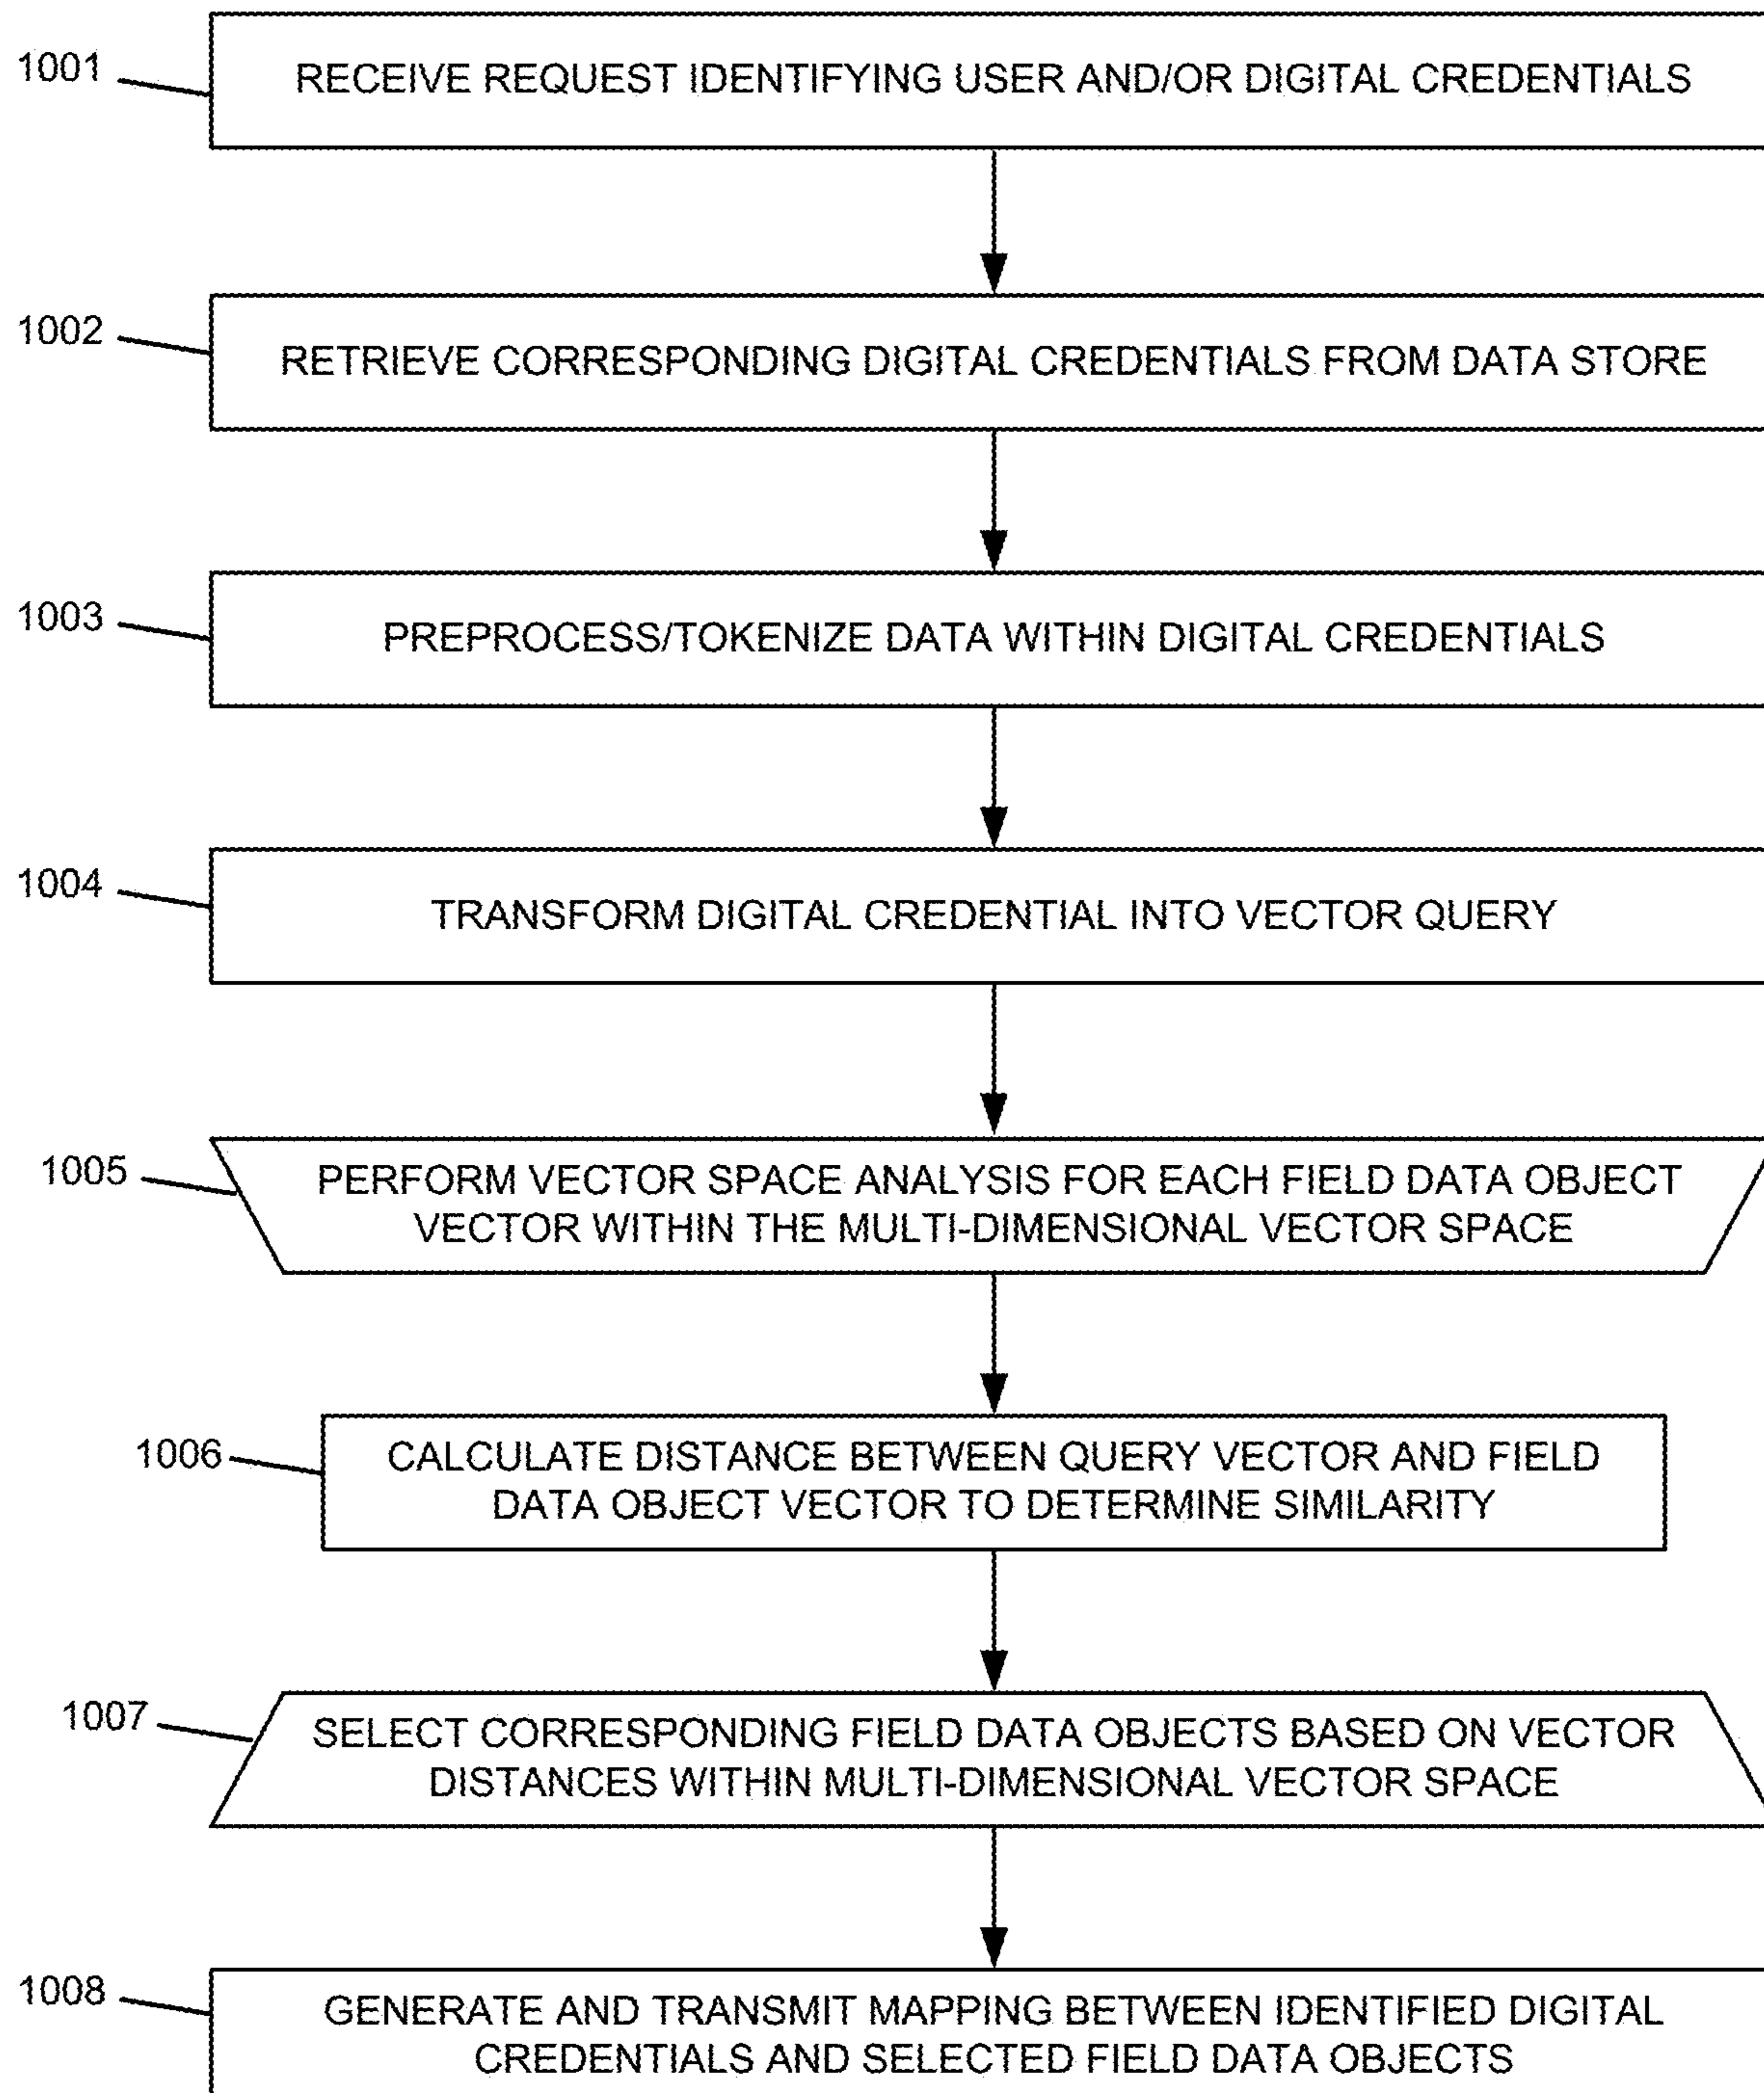 1001
RECEIVE REQUEST IDENTIFYING USER AND/OR DIGITAL CREDENTIALS
1002
RETRIEVE CORRESPONDING DIGITAL CREDENTIALS FROM DATA STORE
1003
PREPROCESS/TOKENIZE DATA WITHIN DIGITAL CREDENTIALS
1004
TRANSFORM DIGITAL CREDENTIAL INTO VECTOR QUERY
1005
PERFORM VECTOR SPACE ANALYSIS FOR EACH FIELD DATA OBJECT
VECTOR WITHIN THE MULTI-DIMENSIONAL VECTOR SPACE
1006
CALCULATE DISTANCE BETWEEN QUERY VECTOR AND FIELD
DATA OBJECT VECTOR TO DETERMINE SIMILARITY
1007
SELECT CORRESPONDING FIELD DATA OBJECTS BASED ON VECTOR
DISTANCES WITHIN MULTI-DIMENSIONAL VECTOR SPACE
1008
GENERATE AND TRANSMIT MAPPING BETWEEN IDENTIFIED DIGITAL
CREDENTIALS AND SELECTED FIELD DATA OBJECTS